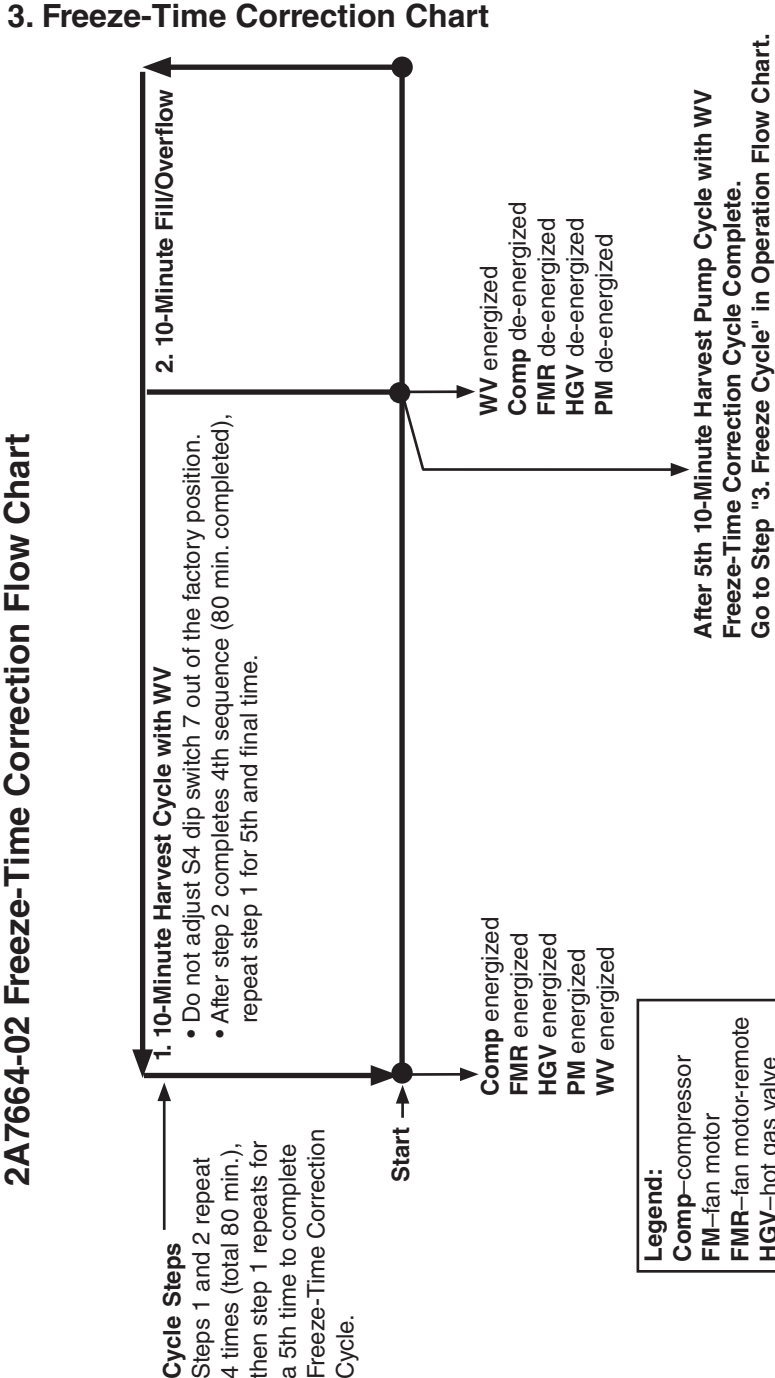 3. Freeze-Time Correction Chart
2A7664-02 Freeze-Time Correction Flow Chart
Cycle Steps
Steps 1 and 2 repeat
4 times (total 80 min.),
then step 1 repeats for
a 5th time to complete
Freeze-Time Correction
Cycle.
1. 10-Minute Harvest Cycle with WV
• Do not adjust S4 dip switch 7 out of the factory position.
• After step 2 completes 4th sequence (80 min. completed),
repeat step 1 for 5th and final time.
2. 10-Minute Fill/Overflow
Start
Comp energized
FMR energized
HGV energized
PM energized
WV energized
WV energized
Comp de-energized
FMR de-energized
HGV de-energized
PM de-energized
After 5th 10-Minute Harvest Pump Cycle with WV
Freeze-Time Correction Cycle Complete.
Go to Step "3. Freeze Cycle" in Operation Flow Chart.
Legend:
Comp–compressor
FM–fan motor
FMR–fan motor-remote
HGV–hot gas valve